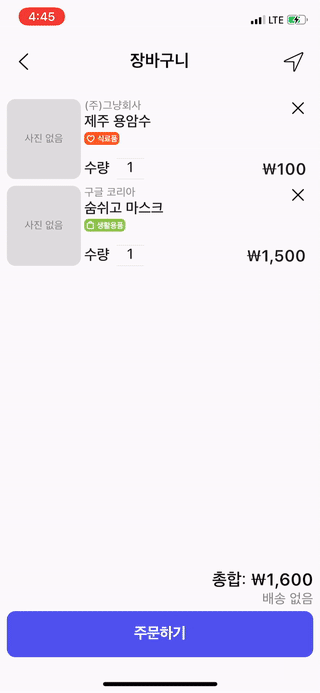 4:45
LTE
장바구니
사진 없음
(주)그냥회사
제주 용암수
식료품
수량 1
₩100
사진 없음
구글 코리아
숨쉬고 마스크
생활용품
수량 1
₩1,500
총합: ₩1,600
배송 없음
주문하기